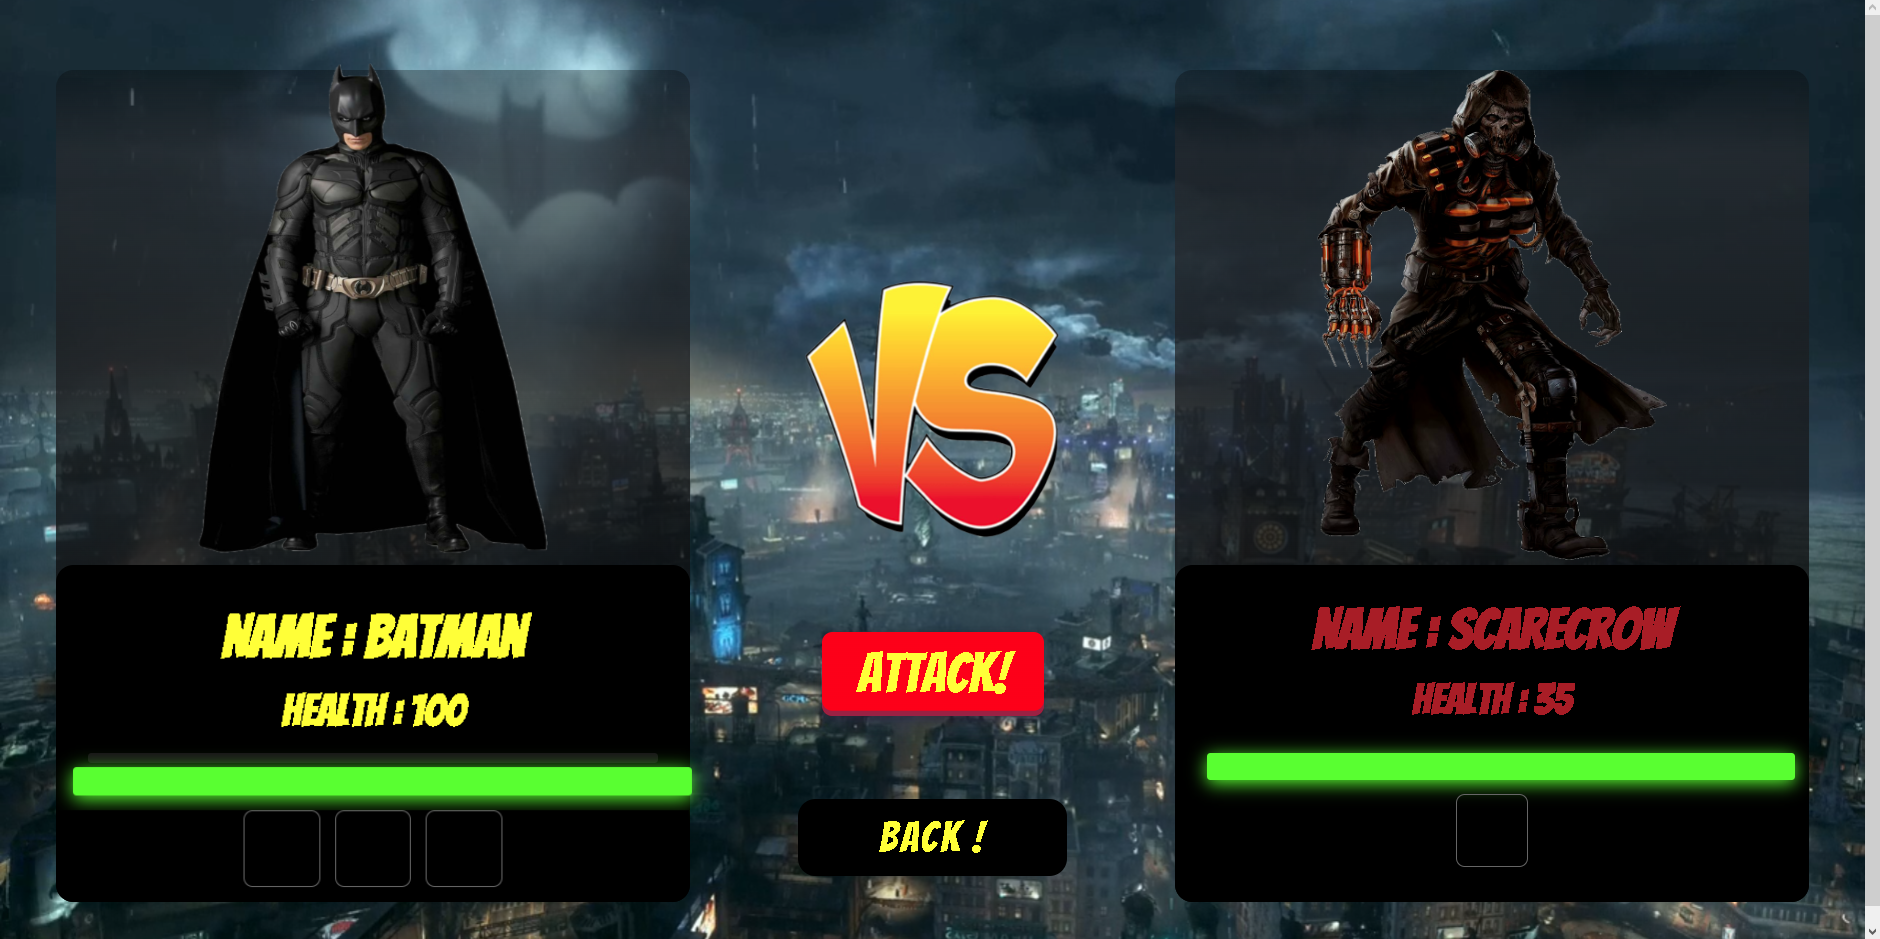 VS
NAME : BATMAN
HEALTH : 100
ATTACK!
BACK !
NAME : SCARECROW
HEALTH : 35